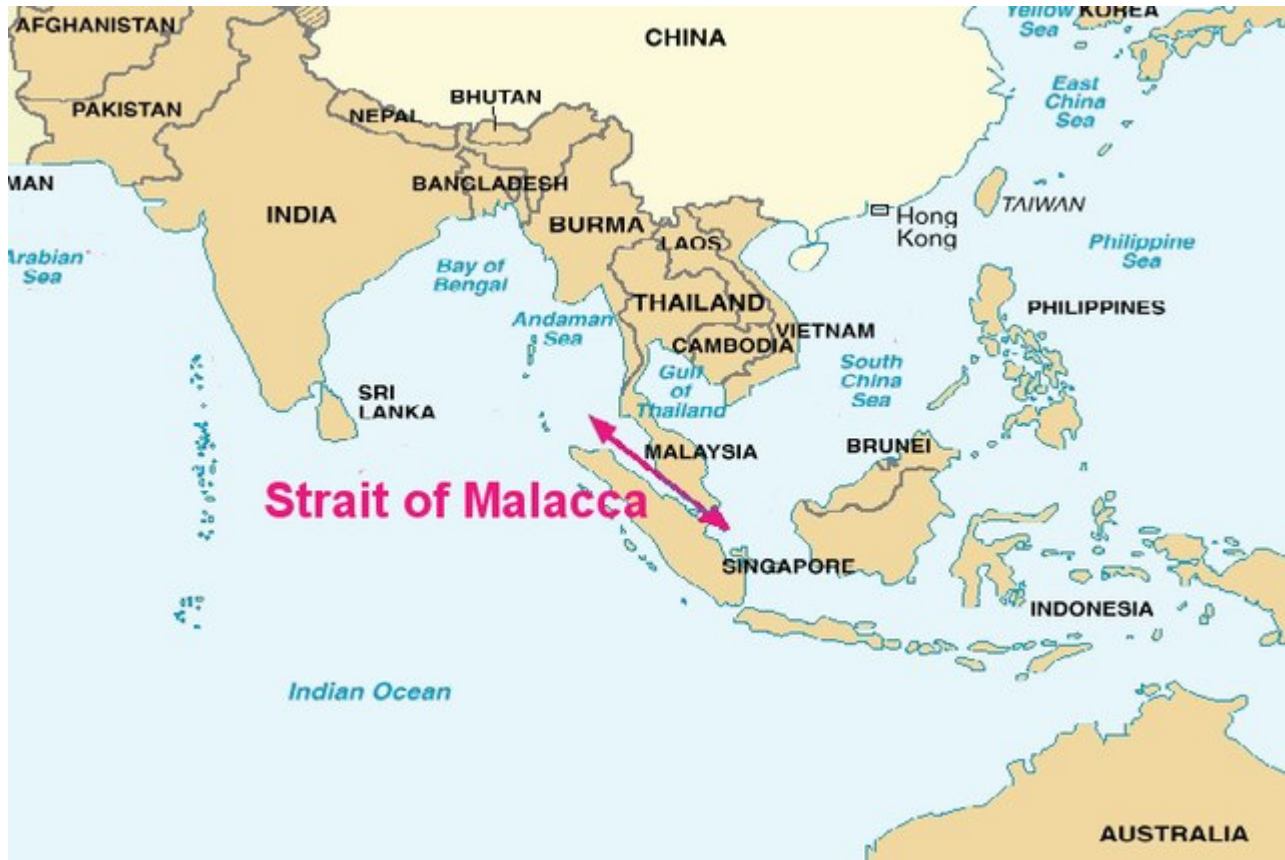 AFGHANISTAN
CHINA
Yellow
Sea
KOREA
PAKISTAN
NEPAL
BHUTAN
East
China
Sea
MAN
BANGLADESH
INDIA
BURMA
LAOS
Hong
Kong
TAIWAN
Arabian
Sea
Bay of
Bengal
Philippine
Sea
THAILAND
Andaman
Sea
VIETNAM
PHILIPPINES
CAMBODIA
Gulf
of
Thailand
South
China
Sea
SRI
LANKA
MALAYSIA
BRUNEI
Strait of Malacca
SINGAPORE
INDONESIA
Indian Ocean
AUSTRALIA